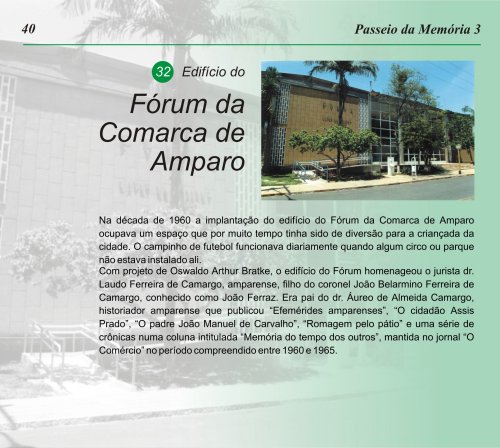 40
Passeio da Memória 3
32 Edifício do
Fórum da
Comarca de
Amparo
Na década de 1960 a implantação do edifício do Fórum da Comarca de Amparo
ocupava um espaço que por muito tempo tinha sido de diversão para a criançada da
cidade. O campinho de futebol funcionava diariamente quando algum circo ou parque
não estava instalado ali.
Com projeto de Oswaldo Arthur Bratke, o edifício do Fórum homenageou o jurista dr.
Laudo Ferreira de Camargo, amparense, filho do coronel João Belarmino Ferreira de
Camargo, conhecido como João Ferraz. Era pai do dr. Áureo de Almeida Camargo,
historiador amparense que publicou “Efemérides amparenses”, “O cidadão Assis
Prado”, “O padre João Manuel de Carvalho”, “Romagem pelo pátio” e uma série de
crônicas numa coluna intitulada “Memória do tempo dos outros”, mantida no jornal “O
Comércio” no período compreendido entre 1960 e 1965.